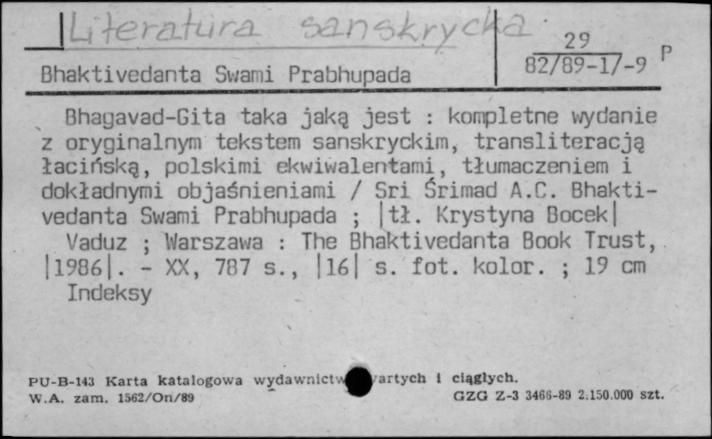 Literatura sanskrycka
29
82/89-17-9 P
Bhaktivedanta Swami Prabhupada
Bhagavad-Gita taka jaką jest : kompletne wydanie
z oryginalnym tekstem sanskryckim, transliteracją
łacińską, polskimi ekwiwalentami, tłumaczeniem i
dokładnymi objaśnieniami / Sri Śrimad A.C. Bhakti-
vedanta Swami Prabhupada ; |tł. Krystyna Bocek|
Vaduz ; Warszawa : The Bhaktivedanta Book Trust,
|1986|. - XX, 787 s., |16| s. fot. kolor. ; 19 cm
Indeksy
PU-B-143 Karta katalogowa wydawnictw artych i ciągłych.
W.A. zam. 1562/On/89 GZG Z-3 3466-89 2.150.000 szt.